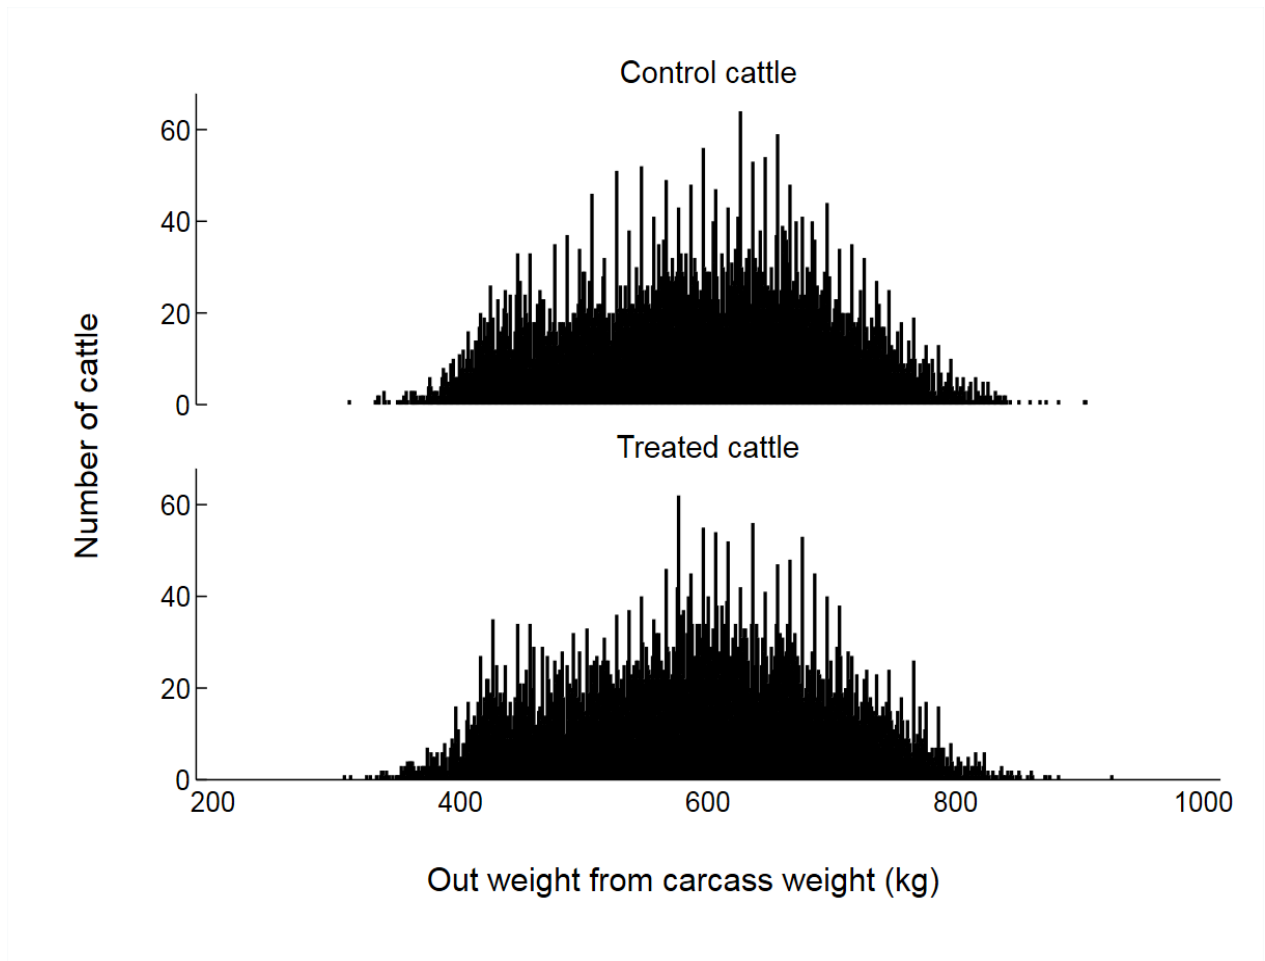 Control cattle
60
40
20
0
Number of cattle
Treated cattle
60
40
20
0
200 400 600 800 1000
Out weight from carcass weight (kg)